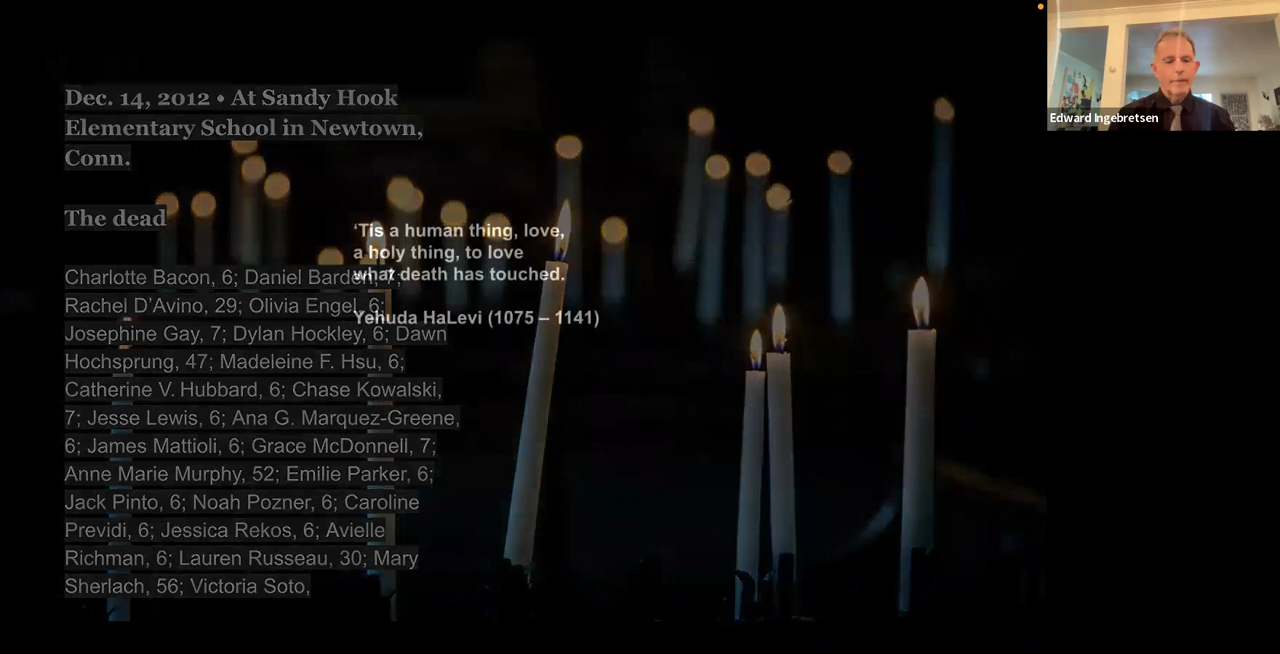 Dec. 14, 2012 • At Sandy Hook
Elementary School in Newtown,
Conn.
The dead
Charlotte Bacon, 6; Daniel Barden, 7;
Rachel D’Avino, 29; Olivia Engel, 6;
Josephine Gay, 7; Dylan Hockley, 6; Dawn
Hochsprung, 47; Madeleine F. Hsu, 6;
Catherine V. Hubbard, 6; Chase Kowalski,
7; Jesse Lewis, 6; Ana G. Marquez-Greene,
6; James Mattioli, 6; Grace McDonnell, 7;
Anne Marie Murphy, 52; Emilie Parker, 6;
Jack Pinto, 6; Noah Pozner, 6; Caroline
Previdi, 6; Jessica Rekos, 6; Avielle
Richman, 6; Lauren Russeau, 30; Mary
Sherlach, 56; Victoria Soto,
‘Tis a human thing, love,
a holy thing, to love
what death has touched.
Yehuda HaLevi (1075 – 1141)
Edward Ingebretsen